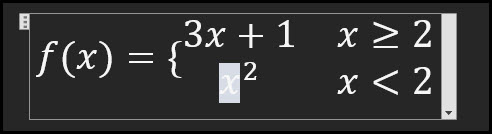 f(x) = {3x + 1 x ≥ 2
x² x < 2